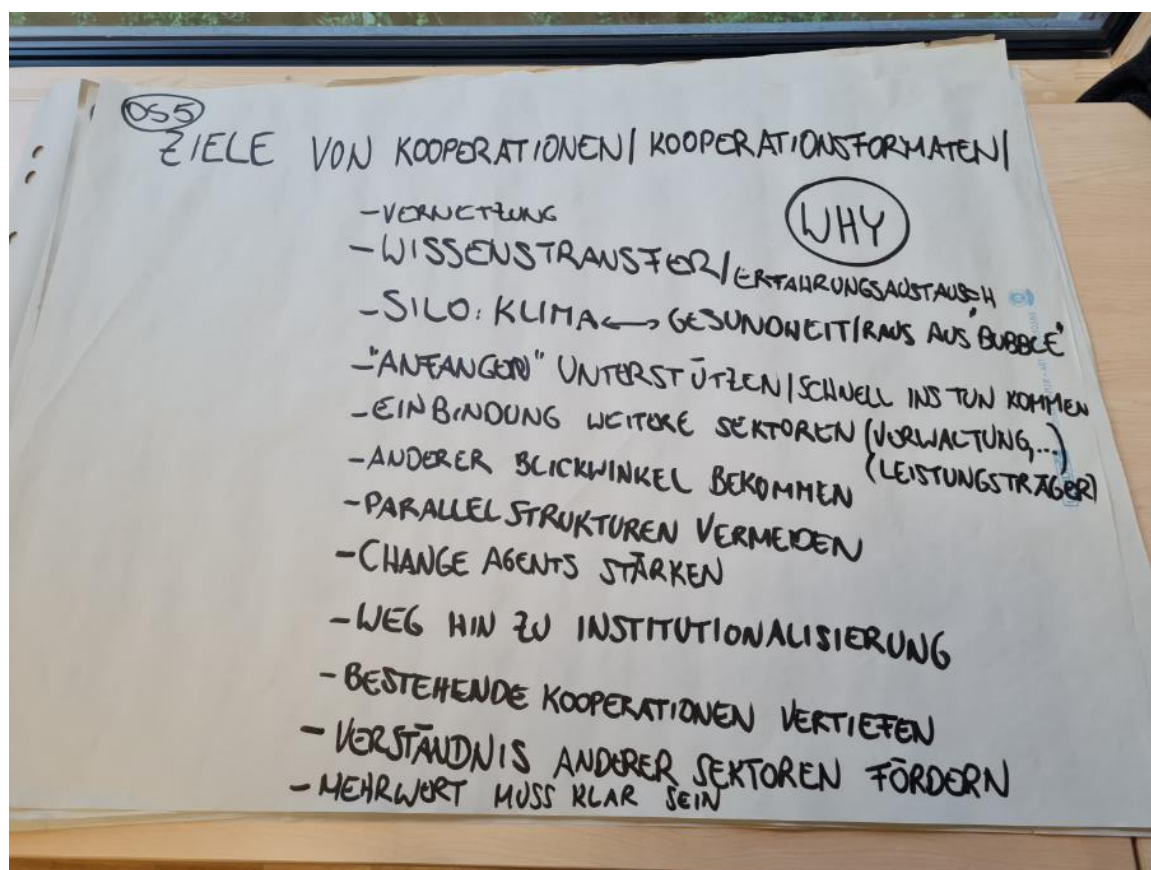 DS5
ZIELE VON KOOPERATIONEN/ KOOPERATIONSFORMATEN/
WHY
- VERNETZUNG
- WISSENSTRANSFER/ERFAHRUNGSAUSTAUSCH
- SILO: KLIMA <-> GESUNDHEIT/RAUS AUS "BUBBLE"
- "ANFANGEN" UNTERSTÜTZEN/SCHNELL INS TUN KOMMEN
- EINBINDUNG WEITERE SEKTOREN (VERWALTUNG,...)
(LEISTUNGSTRÄGER)
- ANDERER BLICKWINKEL BEKOMMEN
- PARALLELSTRUKTUREN VERMEIDEN
- CHANGE AGENTS STÄRKEN
- WEG HIN ZU INSTITUTIONALISIERUNG
- BESTEHENDE KOOPERATIONEN VERTIEFEN
- VERSTÄNDNIS ANDERER SEKTOREN FÖRDERN
- MEHRWERT MUSS KLAR SEIN